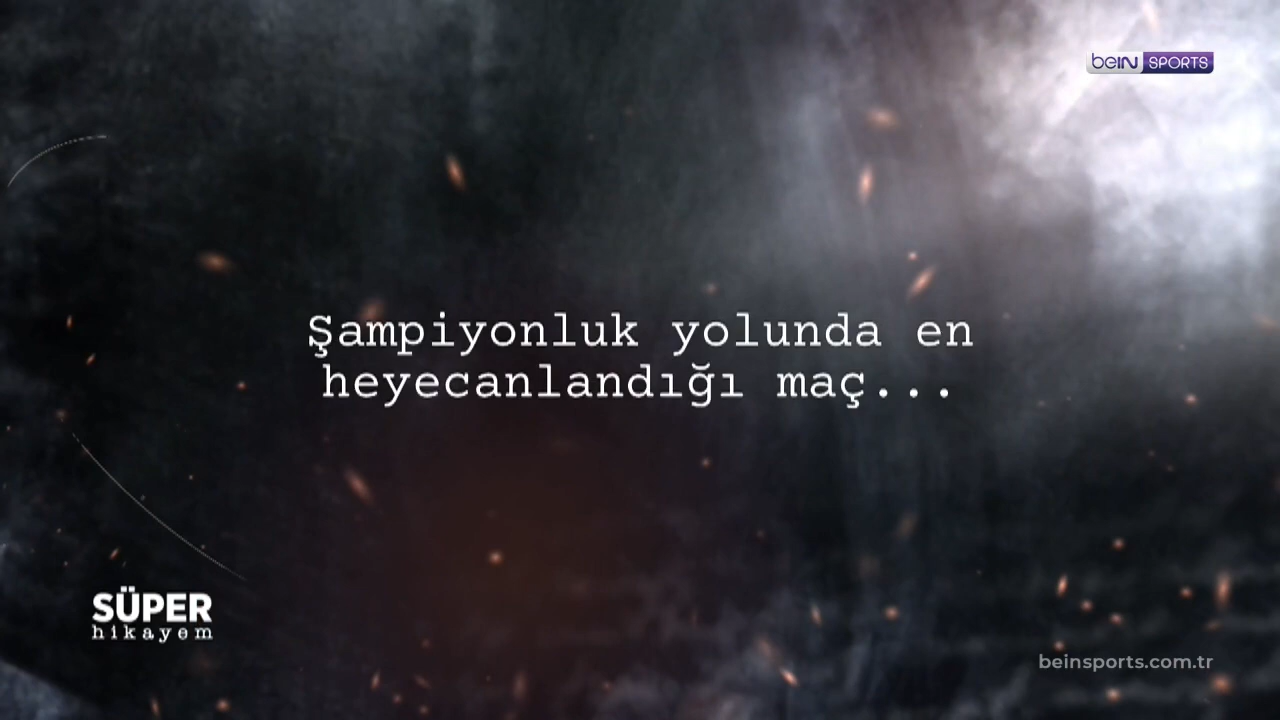 beIN SPORTS
Şampiyonluk yolunda en
heyecanlandığı maç...
SÜPER
hikayem
beinsports.com.tr